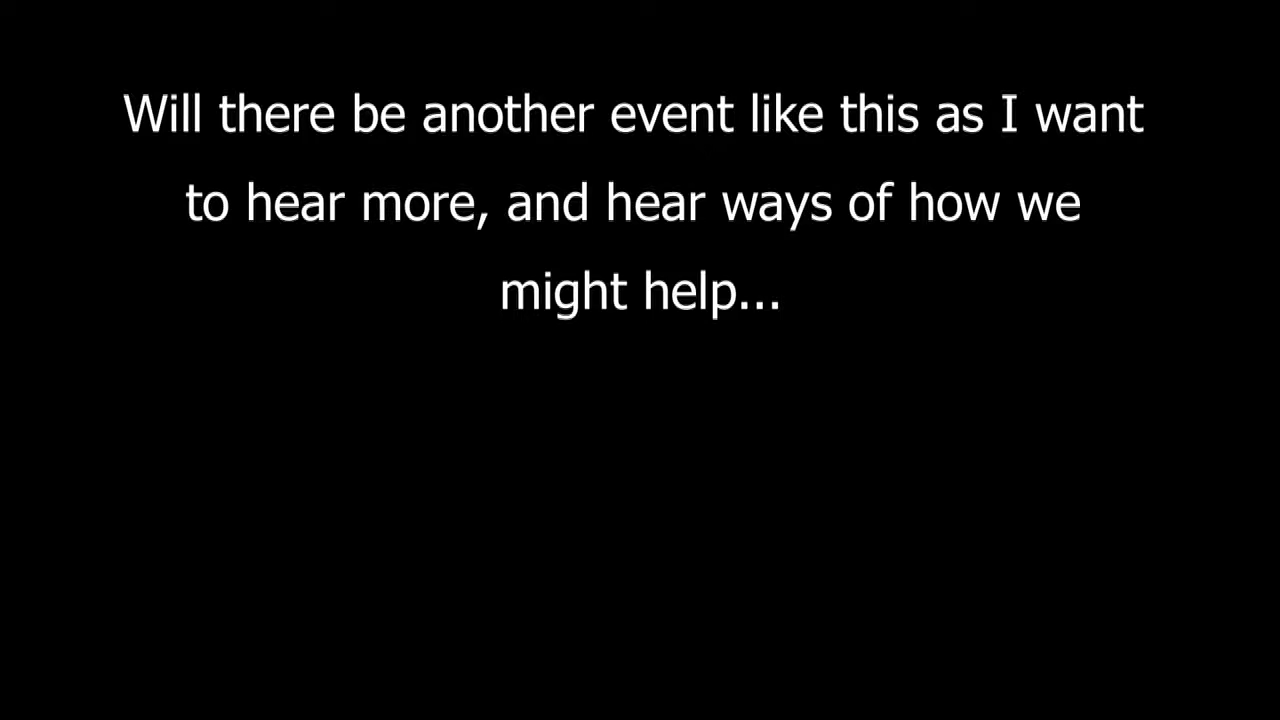 Will there be another event like this as I want
to hear more, and hear ways of how we
might help...